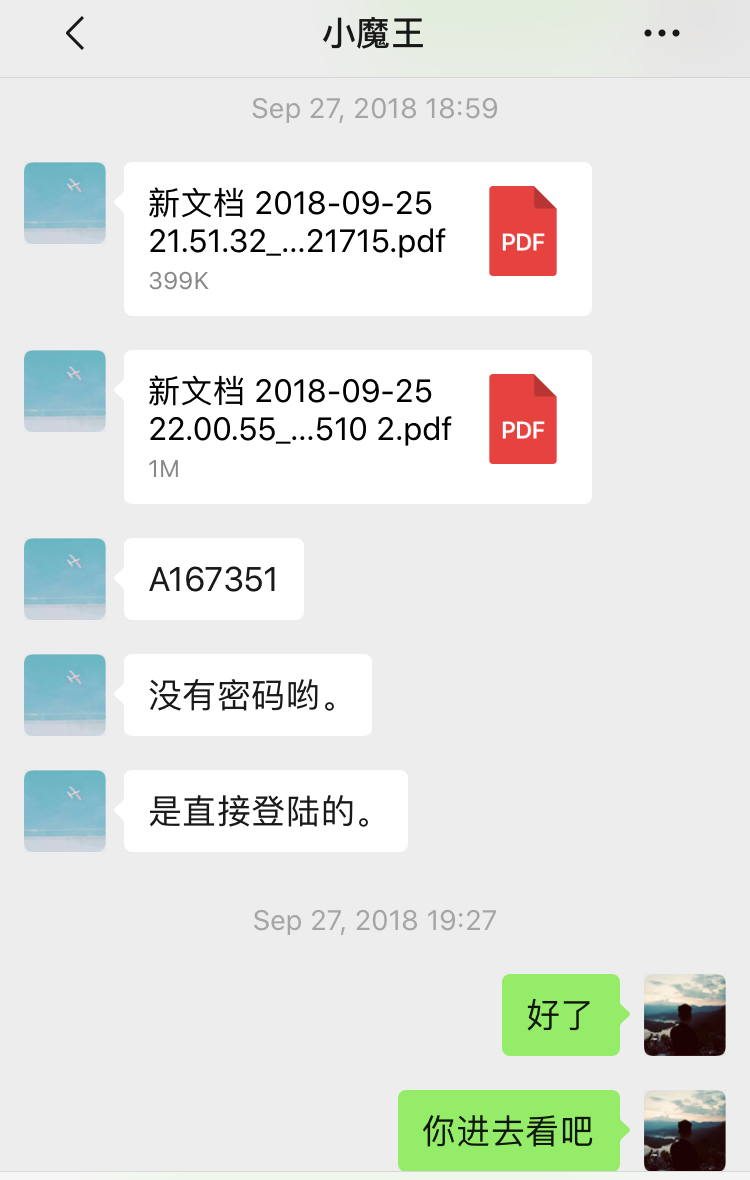 小魔王
Sep 27, 2018 18:59
新文档 2018-09-25
21.51.32_...21715.pdf
PDF
399K
新文档 2018-09-25
22.00.55_...510 2.pdf
PDF
1M
A167351
没有密码哟。
是直接登陆的。
Sep 27, 2018 19:27
好了
你进去看吧